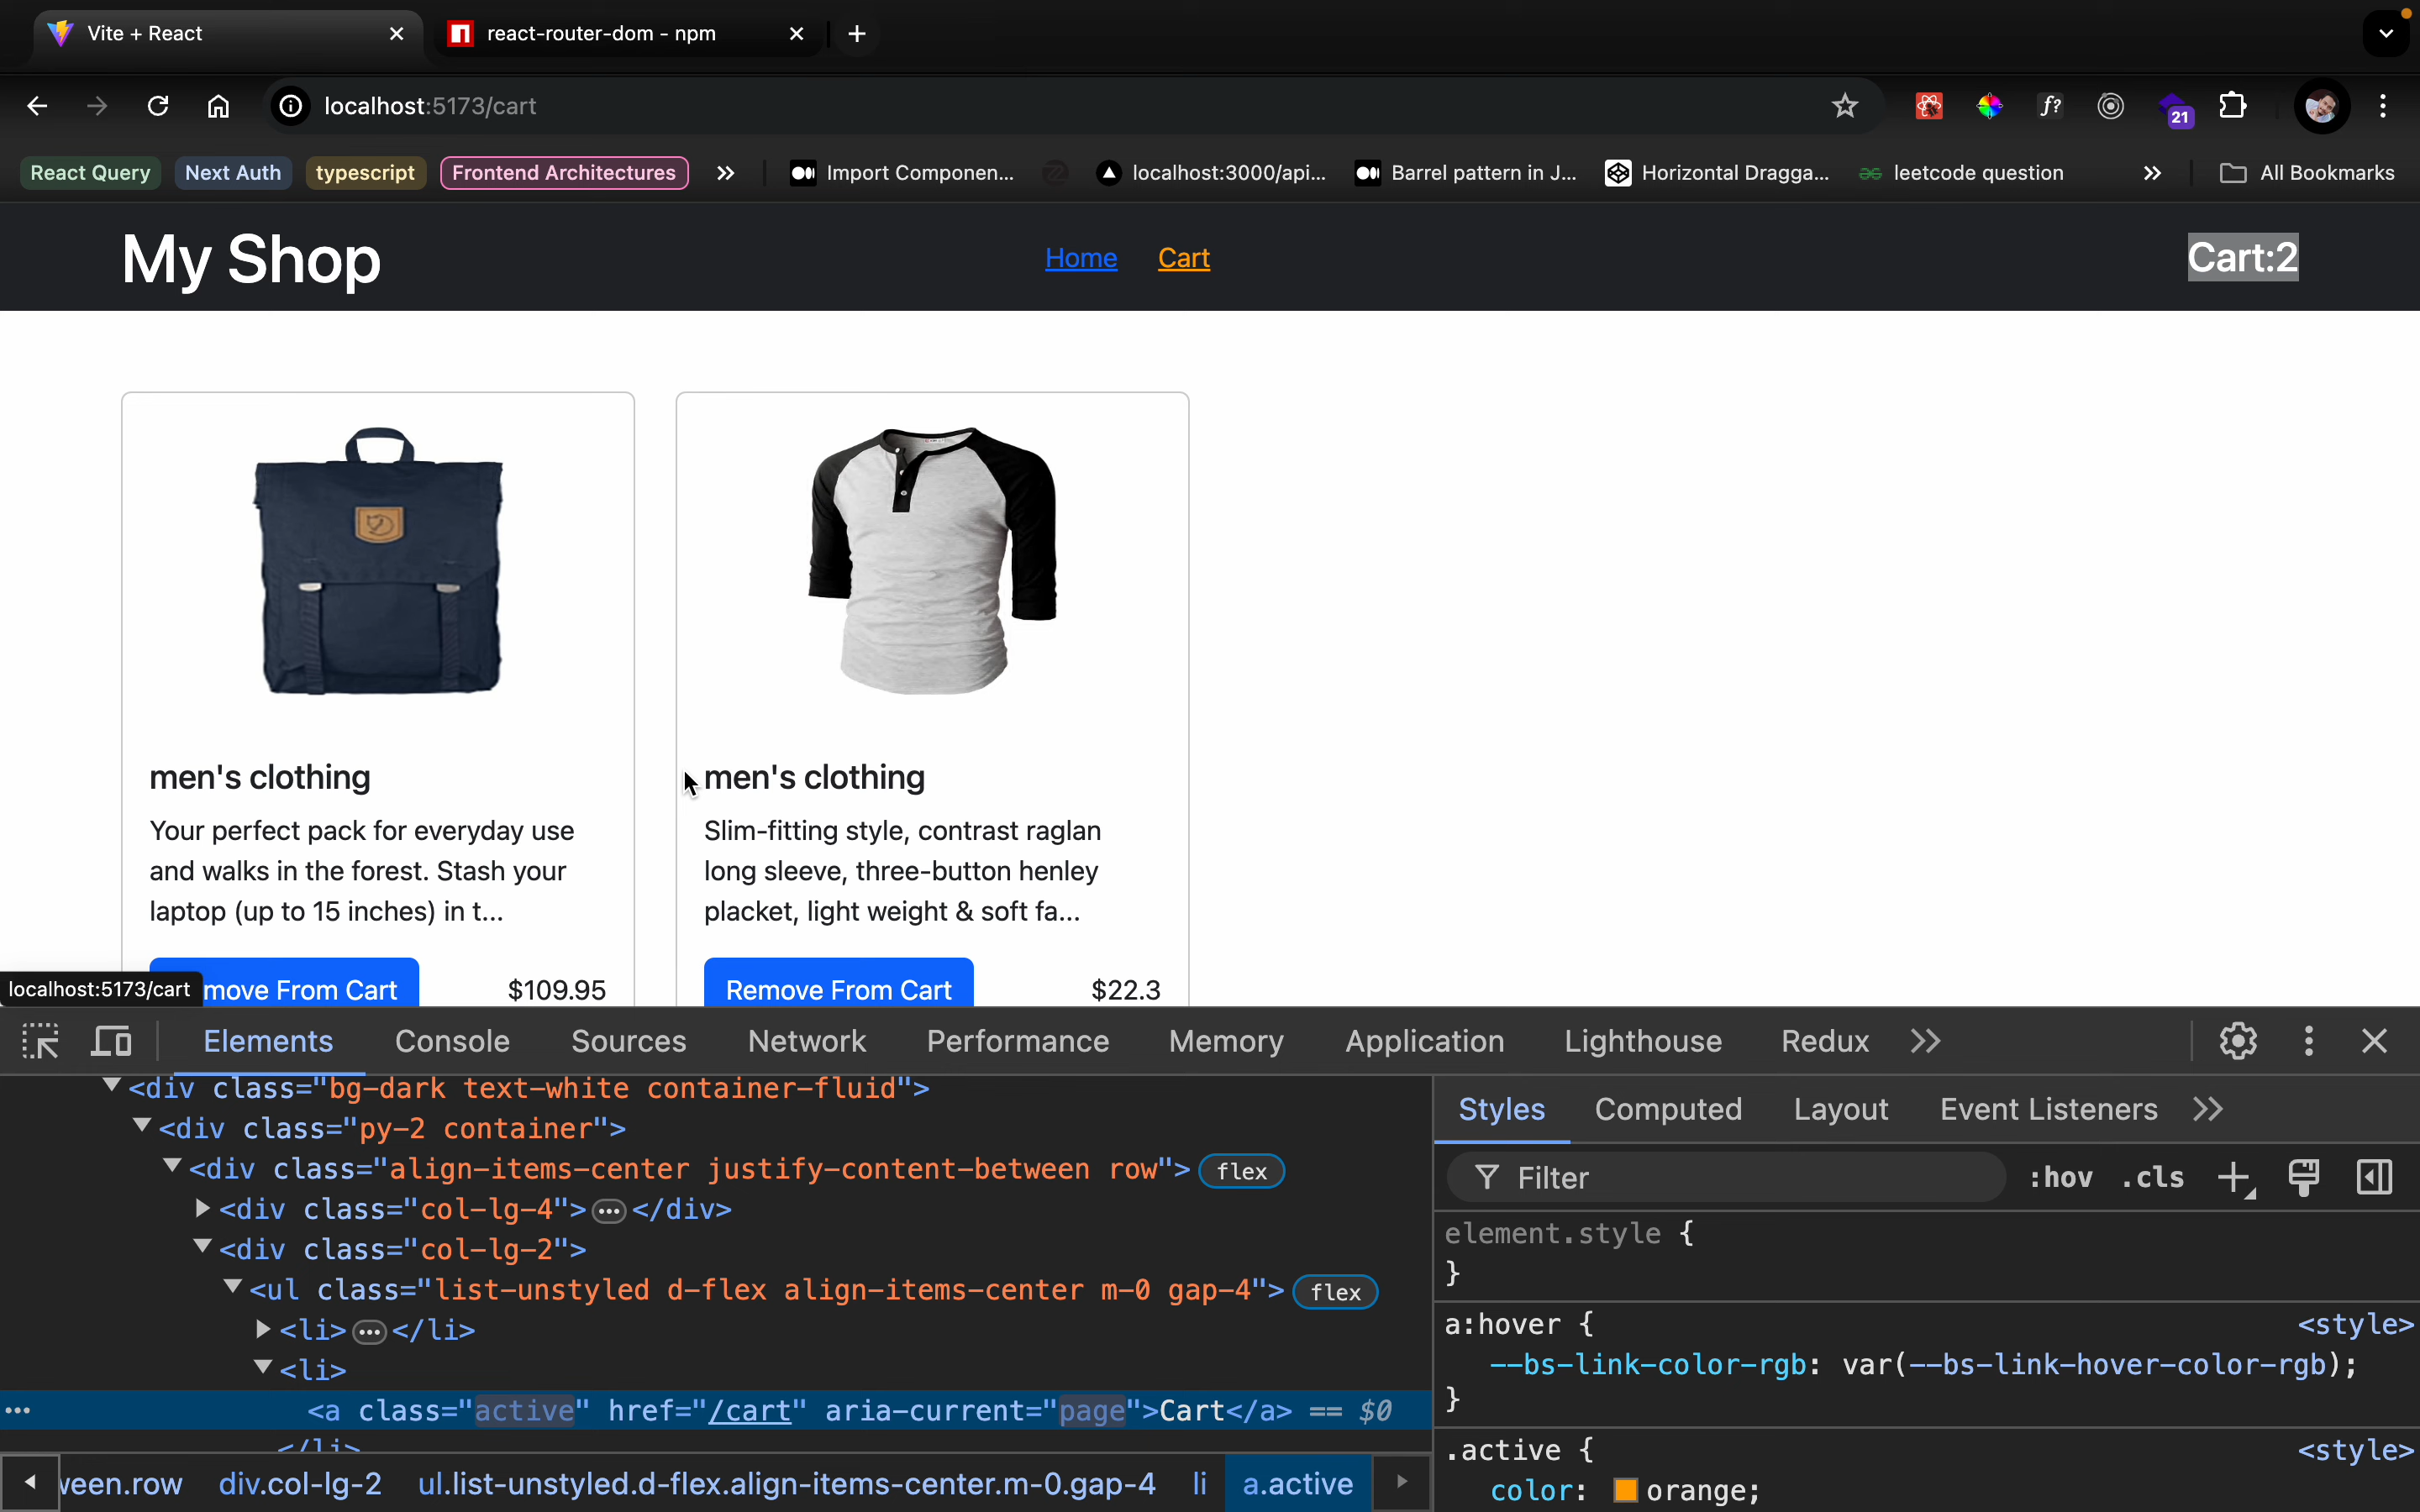 Vite + React
react-router-dom - npm
localhost:5173/cart
f?
21
React Query
Next Auth
typescript
Frontend Architectures
Import Componen...
localhost:3000/api...
Barrel pattern in J...
Horizontal Dragga...
leetcode question
All Bookmarks
My Shop
Home
Cart
Cart:2
men's clothing
Your perfect pack for everyday use
and walks in the forest. Stash your
laptop (up to 15 inches) in t...
move From Cart
$109.95
men's clothing
Slim-fitting style, contrast raglan
long sleeve, three-button henley
placket, light weight & soft fa...
Remove From Cart
$22.3
localhost:5173/cart
Elements
Console
Sources
Network
Performance
Memory
Application
Lighthouse
Redux
<div class="bg-dark text-white container-fluid">
<div class="py-2 container">
<div class="align-items-center justify-content-between row"> flex
<div class="col-lg-4"> … </div>
<div class="col-lg-2">
<ul class="list-unstyled d-flex align-items-center m-0 gap-4"> flex
<li> … </li>
<li>
<a class="active" href="/cart" aria-current="page">Cart</a> == $0
</li>
ween.row
div.col-lg-2
ul.list-unstyled.d-flex.align-items-center.m-0.gap-4
li
a.active
Styles
Computed
Layout
Event Listeners
Filter
:hov
.cls
element.style {
}
a:hover {
<style>
--bs-link-color-rgb: var(--bs-link-hover-color-rgb);
}
.active {
<style>
color: orange;